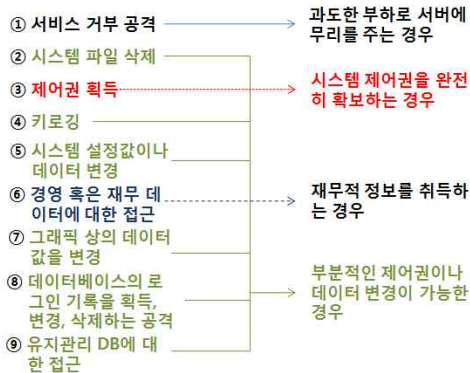 ① 서비스 거부 공격
과도한 부하로 서버에
무리를 주는 경우
② 시스템 파일 삭제
③ 제어권 획득
시스템 제어권을 완전
히 확보하는 경우
④ 키로깅
⑤ 시스템 설정값이나
데이터 변경
⑥ 경영 혹은 재무 데
이터에 대한 접근
재무적 정보를 취득하
는 경우
⑦ 그래픽 상의 데이터
값을 변경
⑧ 데이터베이스의 로
그인 기록을 획득,
변경, 삭제하는 공격
부분적인 제어권이나
데이터 변경이 가능한
경우
⑨ 유지관리 DB에 대
한 접근